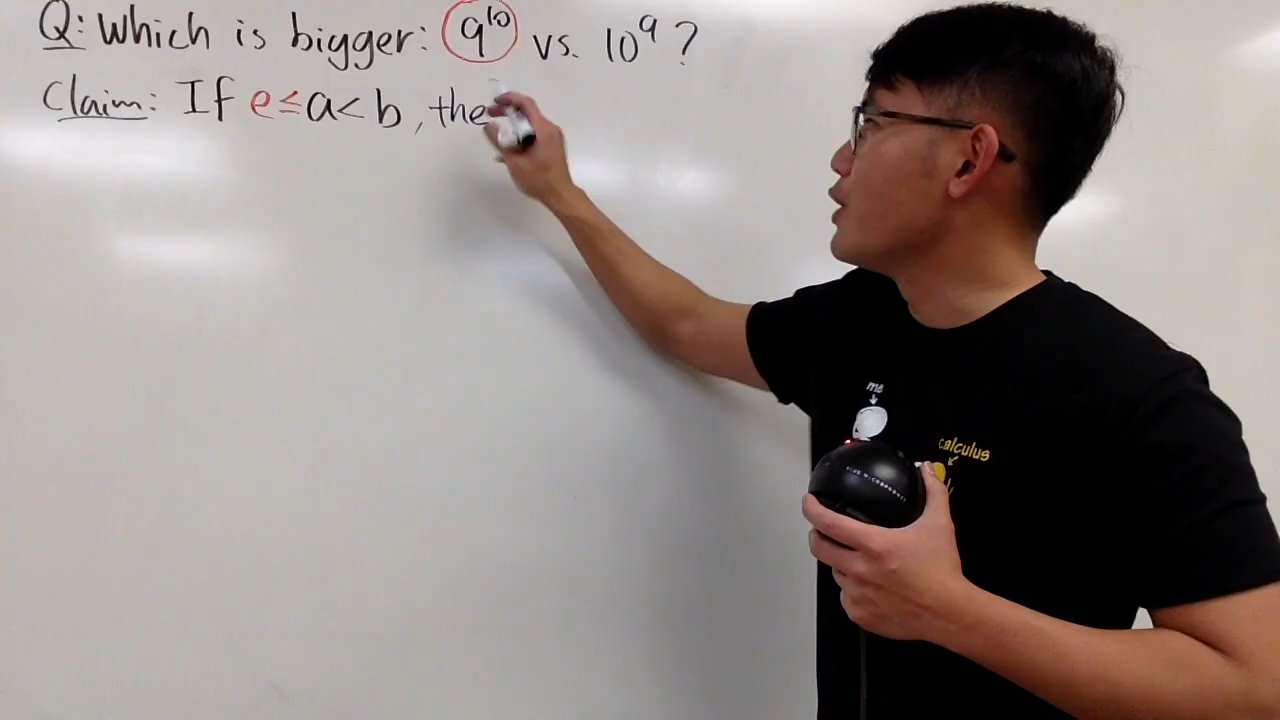 Q: Which is bigger: 9^10 vs. 10^9 ?
Claim: If e ≤ a < b, the
me
calculus